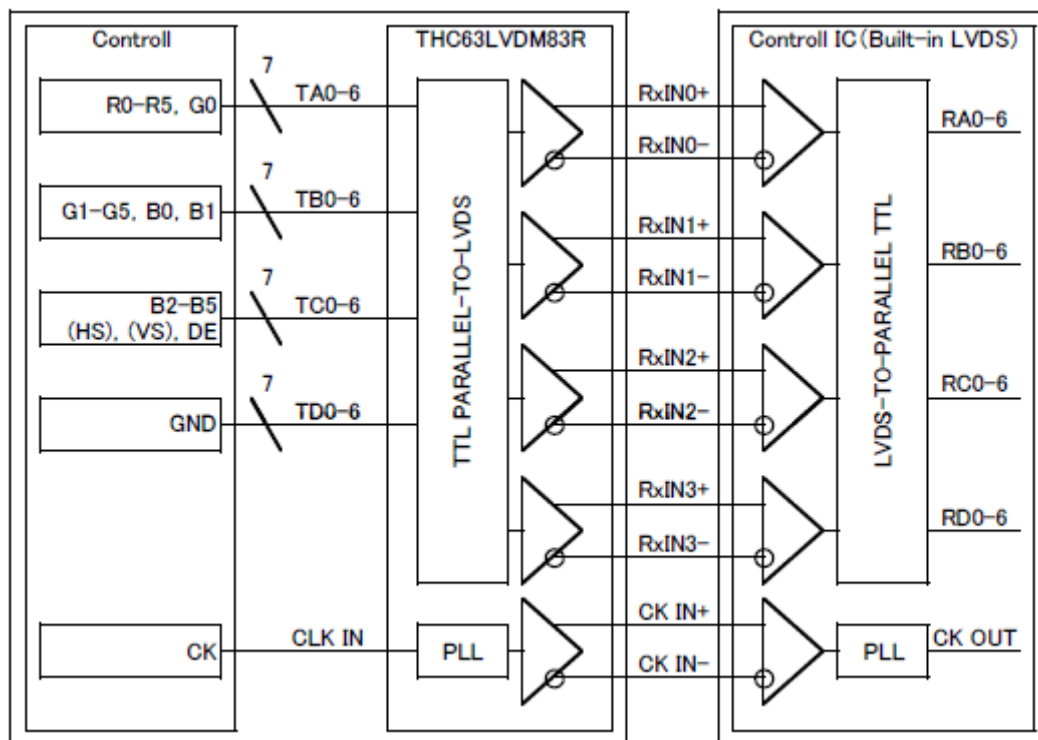 Controll
THC63LVDM83R
Controll IC(Built-in LVDS)
R0-R5, G0
7
TA0-6
RxIN0+
RxIN0-
RA0-6
G1-G5, B0, B1
7
TB0-6
RxIN1+
RxIN1-
RB0-6
B2-B5
(HS), (VS), DE
7
TC0-6
RxIN2+
RxIN2-
RC0-6
GND
7
TD0-6
RxIN3+
RxIN3-
RD0-6
TTL PARALLEL-TO-LVDS
LVDS-TO-PARALLEL TTL
CK
CLK IN
PLL
CK IN+
CK IN-
PLL
CK OUT